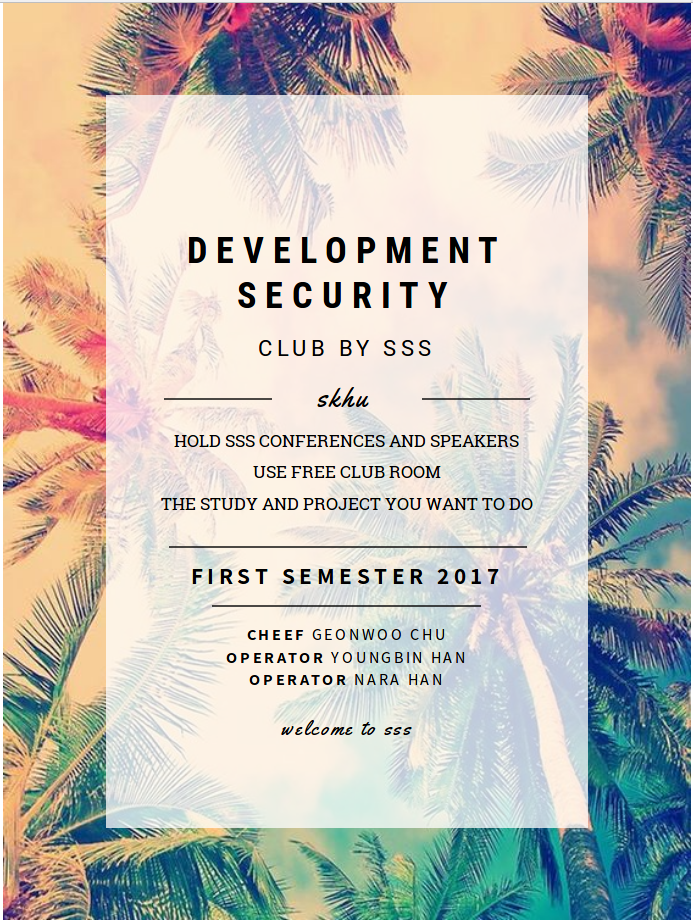 DEVELOPMENT
SECURITY
CLUB BY SSS
skhu
HOLD SSS CONFERENCES AND SPEAKERS
USE FREE CLUB ROOM
THE STUDY AND PROJECT YOU WANT TO DO
FIRST SEMESTER 2017
CHEEF GEONWOO CHU
OPERATOR YOUNGBIN HAN
OPERATOR NARA HAN
welcome to sss